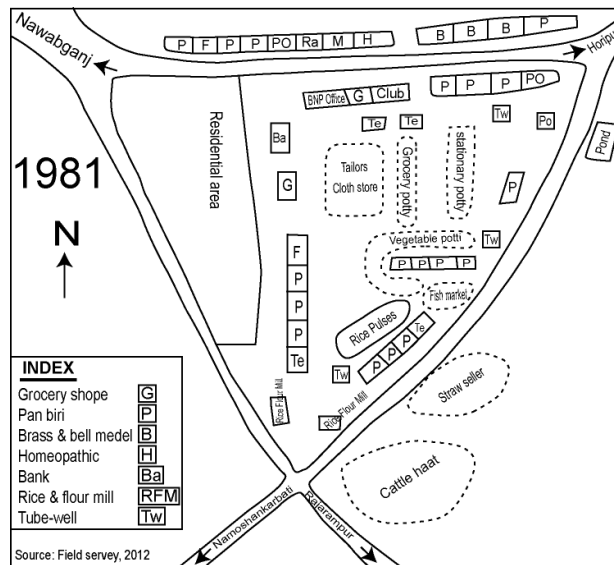 Nawabganj
P F P P PO Ra M H
B B B P
P P P PO
BNP Office G Club
Te Te
Tw Po
Pond
Ba
Residential area
1981
Tailors
Cloth store
Grocery potty
stationary potty
G
P
N
Vegetable potti
Tw
P P P P
F
P
P
P
Te
Fish market
Rice Pulses
P P P Te
Tw
Rice Flour Mill
Rice Flour Mill
Straw seller
Cattle haat
INDEX
Grocery shope G
Pan biri P
Brass & bell medel B
Homeopathic H
Bank Ba
Rice & flour mill RFM
Tube-well Tw
Namoshankarbati
Rajarampur
Source: Field servey, 2012